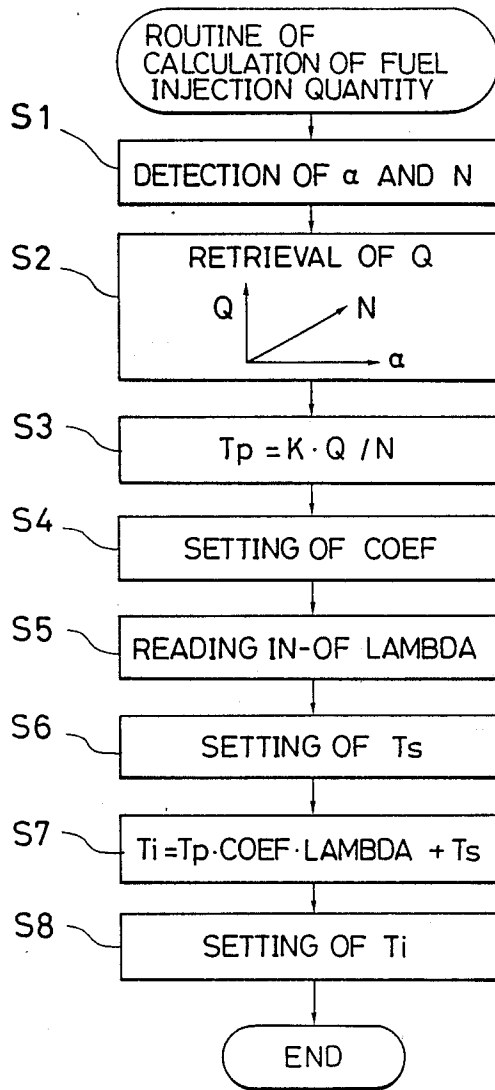 ROUTINE OF
CALCULATION OF FUEL
INJECTION QUANTITY
S1
DETECTION OF α AND N
S2
RETRIEVAL OF Q
Q
N
α
S3
Tp = K · Q / N
S4
SETTING OF COEF
S5
READING IN-OF LAMBDA
S6
SETTING OF Ts
S7
Ti = Tp·COEF·LAMBDA + Ts
S8
SETTING OF Ti
END